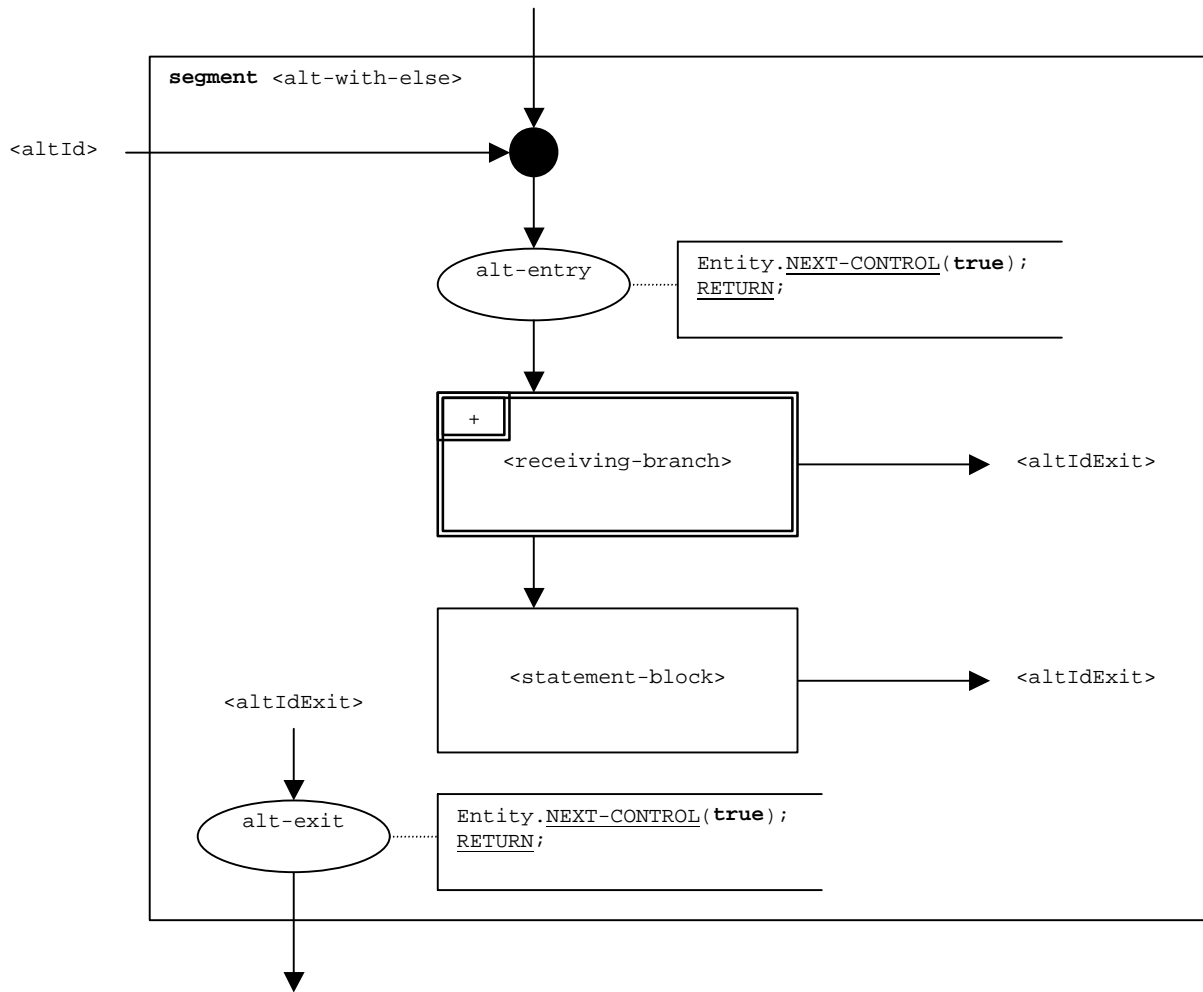 segment <alt-with-else>
<altId>
alt-entry
Entity.NEXT-CONTROL(true);
RETURN;
+
<receiving-branch>
<altIdExit>
<statement-block>
<altIdExit>
<altIdExit>
alt-exit
Entity.NEXT-CONTROL(true);
RETURN;